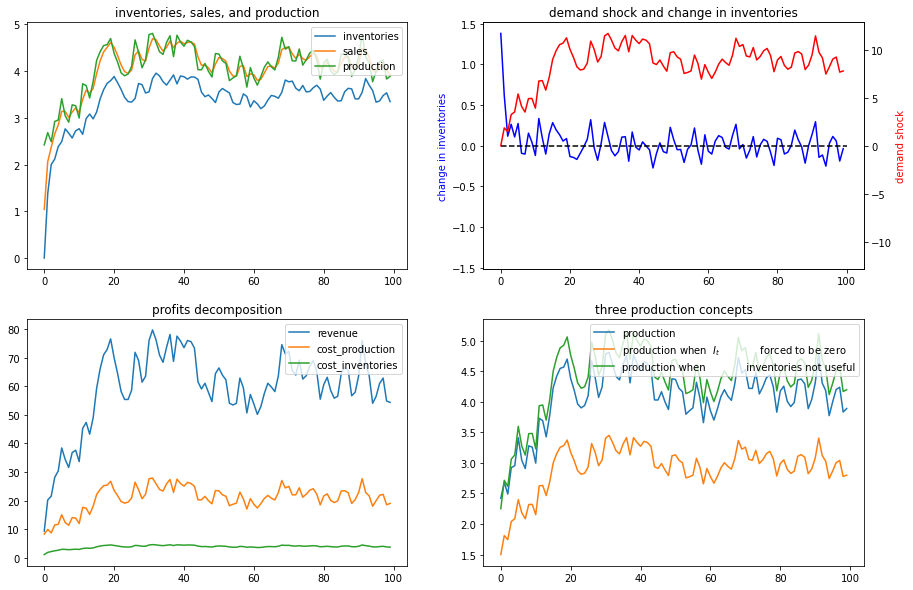 inventories, sales, and production
5
4
3
2
1
0
0 20 40 60 80 100
inventories
sales
production
demand shock and change in inventories
change in inventories
1.5
1.0
0.5
0.0
−0.5
−1.0
−1.5
0 20 40 60 80 100
10
5
0
−5
−10
demand shock
profits decomposition
80
70
60
50
40
30
20
10
0
0 20 40 60 80 100
revenue
cost_production
cost_inventories
three production concepts
5.0
4.5
4.0
3.5
3.0
2.5
2.0
1.5
0 20 40 60 80 100
production
production when I_t forced to be zero
production when inventories not useful